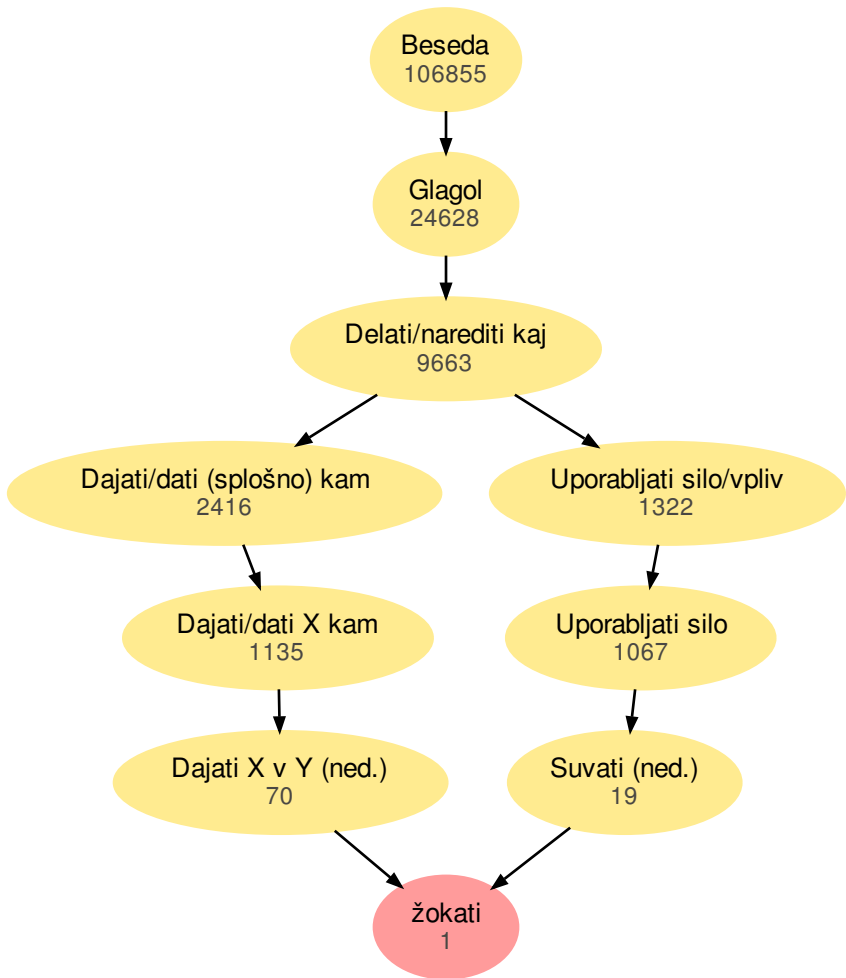 Beseda
106855
Glagol
24628
Delati/narediti kaj
9663
Dajati/dati (splošno) kam
2416
Uporabljati silo/vpliv
1322
Dajati/dati X kam
1135
Uporabljati silo
1067
Dajati X v Y (ned.)
70
Suvati (ned.)
19
žokati
1